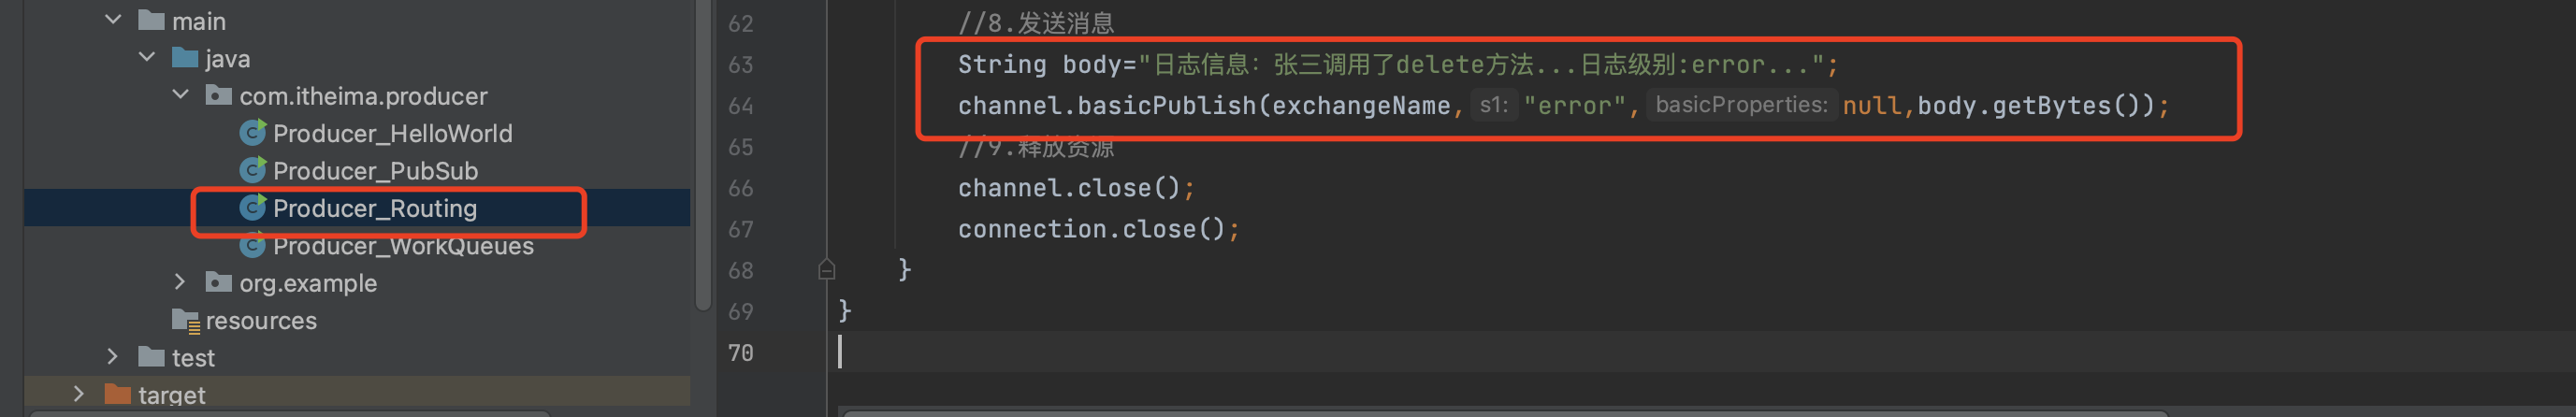 main
java
com.itheima.producer
Producer_HelloWorld
Producer_PubSub
Producer_Routing
Producer_WorkQueues
org.example
resources
test
target
62 //8.发送消息
63 String body="日志信息：张三调用了delete方法...日志级别:error...";
64 channel.basicPublish(exchangeName, s1: "error", basicProperties: null,body.getBytes());
65 //9.释放资源
66 channel.close();
67 connection.close();
68 }
69 }
70